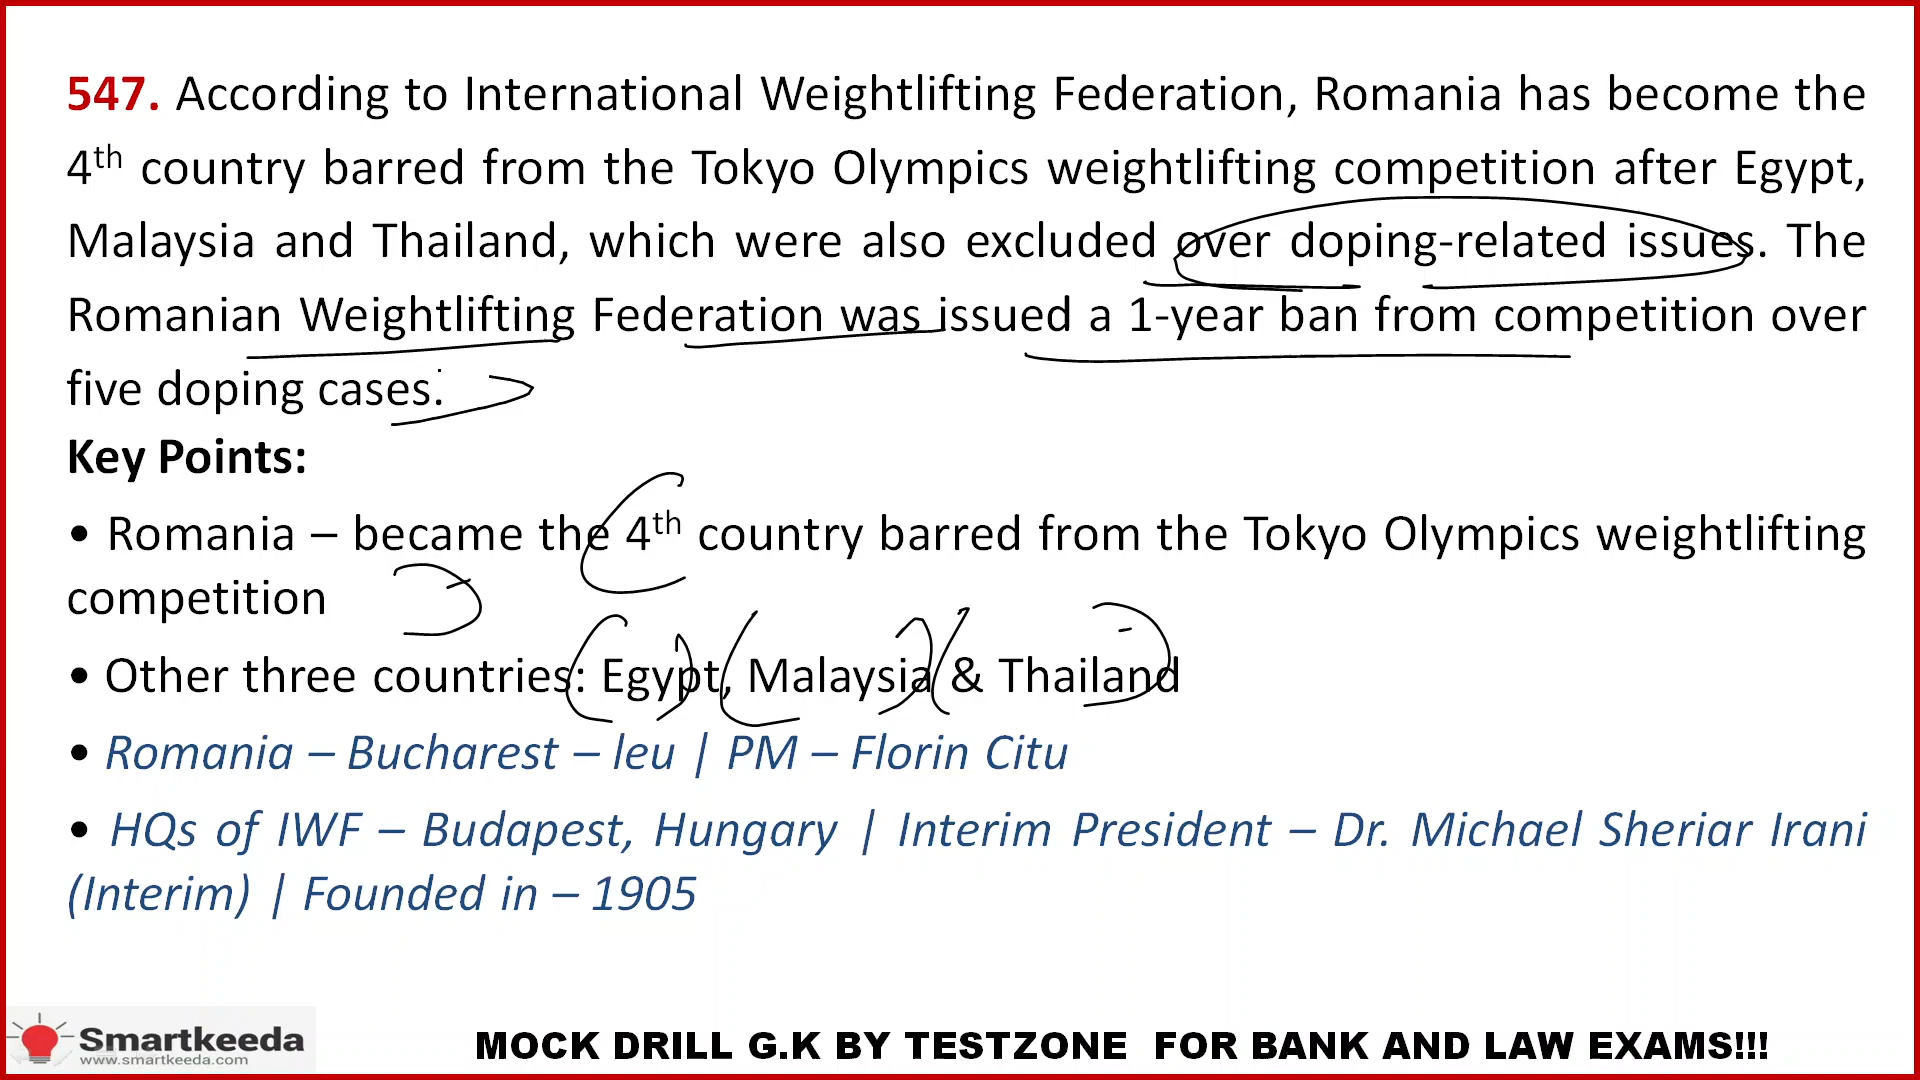 547. According to International Weightlifting Federation, Romania has become the
4th country barred from the Tokyo Olympics weightlifting competition after Egypt,
Malaysia and Thailand, which were also excluded over doping-related issues. The
Romanian Weightlifting Federation was issued a 1-year ban from competition over
five doping cases.
Key Points:
• Romania – became the 4th country barred from the Tokyo Olympics weightlifting
competition
• Other three countries: Egypt, Malaysia & Thailand
• Romania – Bucharest – leu | PM – Florin Citu
• HQs of IWF – Budapest, Hungary | Interim President – Dr. Michael Sheriar Irani
(Interim) | Founded in – 1905
Smartkeeda
www.smartkeeda.com
MOCK DRILL G.K BY TESTZONE FOR BANK AND LAW EXAMS!!!